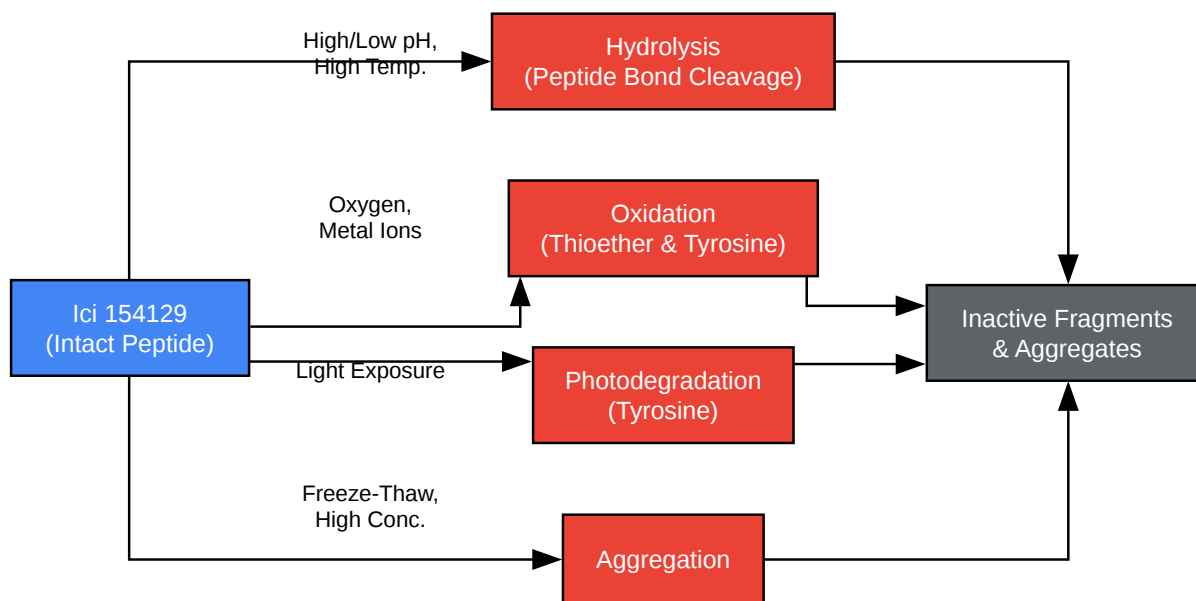 High/Low pH,
High Temp.
Hydrolysis
(Peptide Bond Cleavage)
Oxygen,
Metal Ions
Oxidation
(Thioether & Tyrosine)
Ici 154129
(Intact Peptide)
Inactive Fragments
& Aggregates
Light Exposure
Photodegradation
(Tyrosine)
Freeze-Thaw,
High Conc.
Aggregation